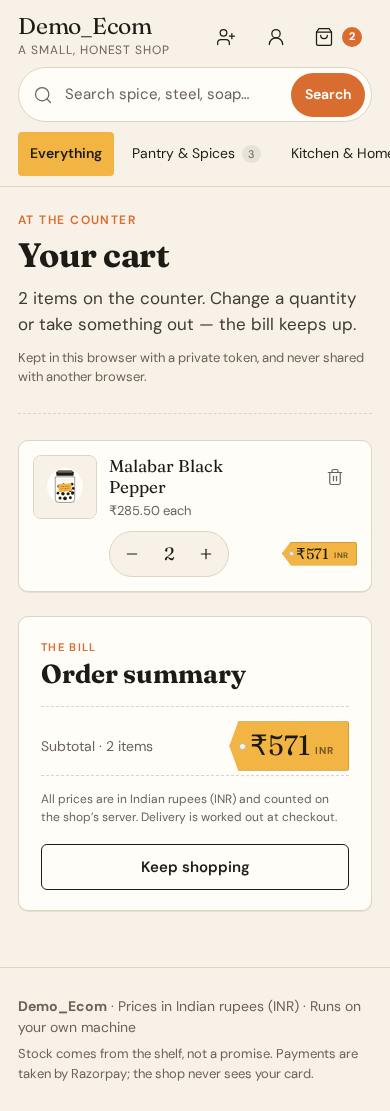 Demo_Ecom
A SMALL, HONEST SHOP
2
Search spice, steel, soap...
Search
Everything
Pantry & Spices 3
Kitchen & Home
AT THE COUNTER
Your cart
2 items on the counter. Change a quantity
or take something out — the bill keeps up.
Kept in this browser with a private token, and never shared
with another browser.
Malabar Black
Pepper
₹285.50 each
− 2 +
₹571 INR
THE BILL
Order summary
Subtotal · 2 items
₹571 INR
All prices are in Indian rupees (INR) and counted on
the shop's server. Delivery is worked out at checkout.
Keep shopping
Demo_Ecom · Prices in Indian rupees (INR) · Runs on
your own machine
Stock comes from the shelf, not a promise. Payments are
taken by Razorpay; the shop never sees your card.